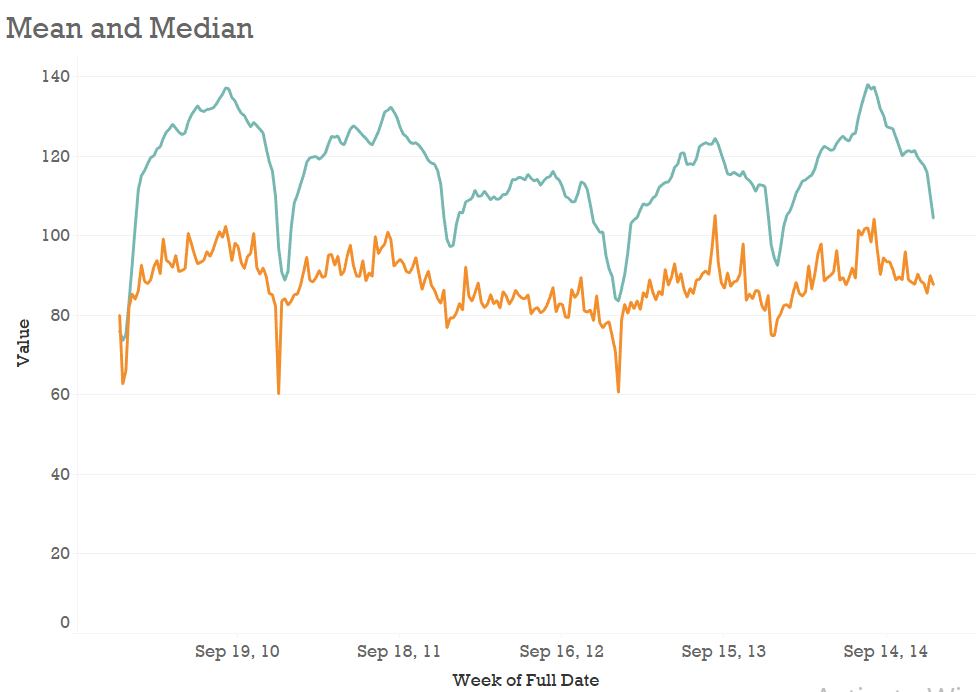 Mean and Median
140
120
100
80
60
40
20
0
Value
Sep 19, 10 Sep 18, 11 Sep 16, 12 Sep 15, 13 Sep 14, 14
Week of Full Date